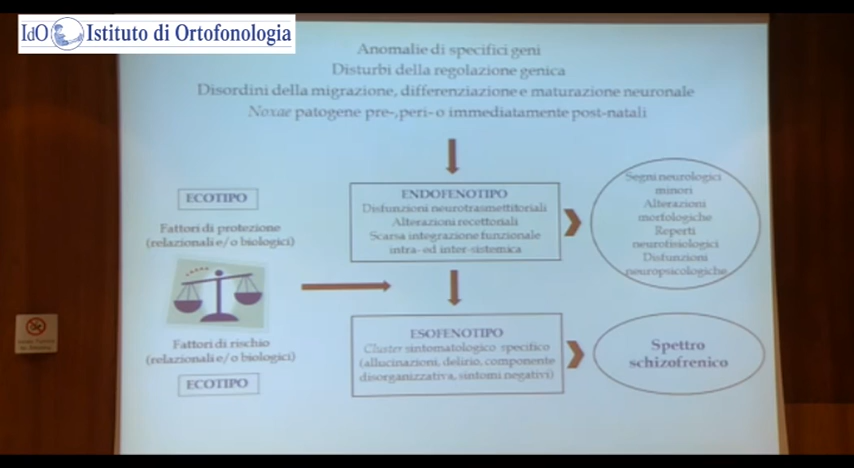 IdO Istituto di Ortofonologia
Anomalie di specifici geni
Disturbi della regolazione genica
Disordini della migrazione, differenziazione e maturazione neuronale
Noxae patogene pre-, peri- o immediatamente post-natali
ECOTIPO
Fattori di protezione
(relazionali e/o biologici)
Fattori di rischio
(relazionali e/o biologici)
ECOTIPO
ENDOFENOTIPO
Disfunzioni neurotrasmettitoriali
Alterazioni recettoriali
Scarsa integrazione funzionale
intra- ed inter-sistemica
Segni neurologici
minori
Alterazioni
morfologiche
Reperti
neurofisiologici
Disfunzioni
neuropsicologiche
ESOFENOTIPO
Cluster sintomatologico specifico
(allucinazioni, delirio, componente
disorganizzativa, sintomi negativi)
Spettro
schizofrenico